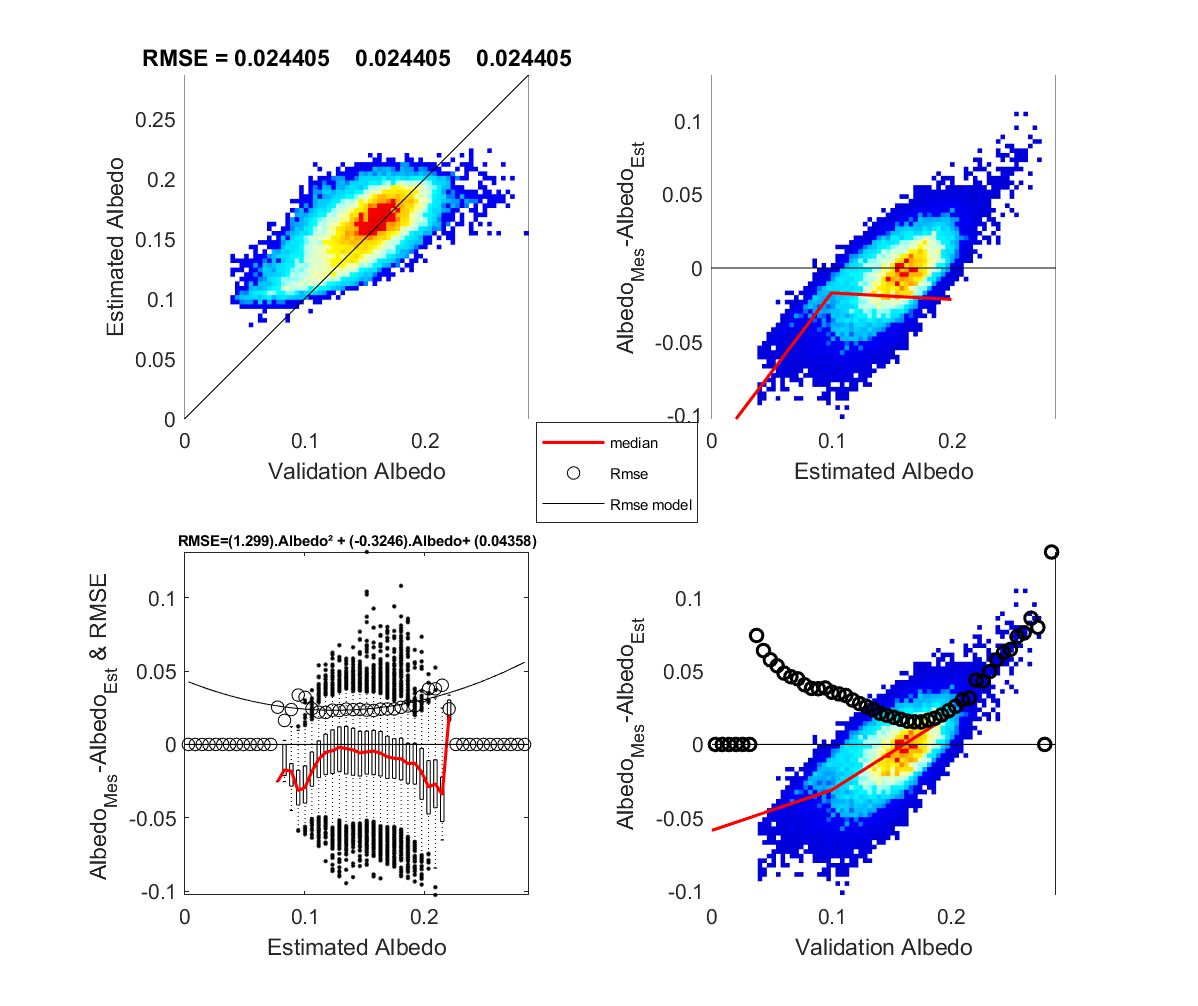 RMSE = 0.024405 0.024405 0.024405
0.25
0.2
0.15
0.1
0.05
0
0 0.1 0.2
Estimated Albedo
Validation Albedo
0.1
0.05
0
-0.05
-0.1
0 0.1 0.2
Albedo_Mes-Albedo_Est
Estimated Albedo
median
Rmse
Rmse model
RMSE=(1.299).Albedo² + (-0.3246).Albedo+ (0.04358)
0.1
0.05
0
-0.05
-0.1
0 0.1 0.2
Albedo_Mes-Albedo_Est & RMSE
Estimated Albedo
0.1
0.05
0
-0.05
-0.1
0 0.1 0.2
Albedo_Mes-Albedo_Est
Validation Albedo